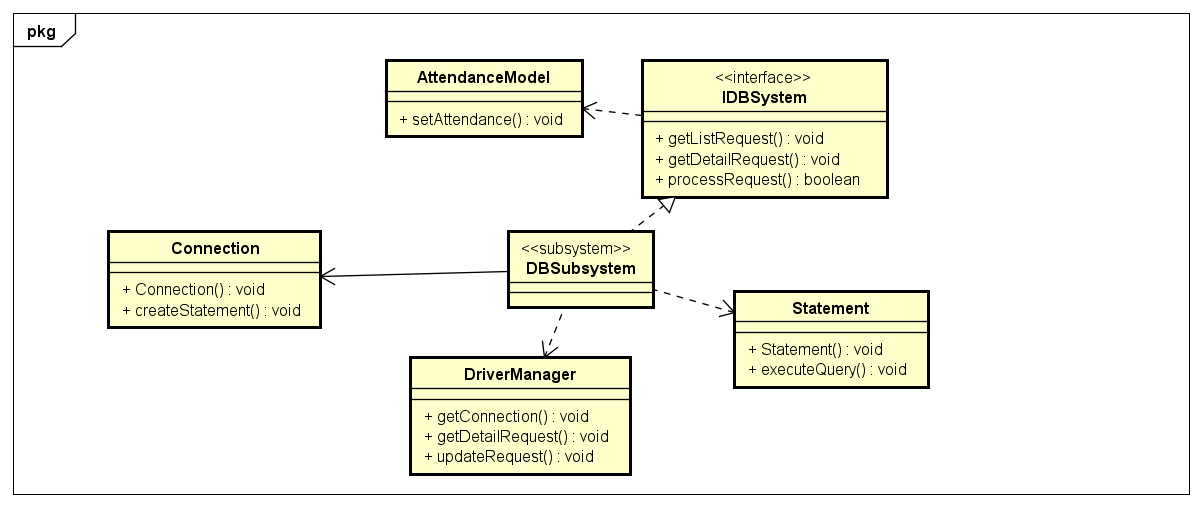 pkg
AttendanceModel
+ setAttendance() : void
<<interface>>
IDBSystem
+ getListRequest() : void
+ getDetailRequest() : void
+ processRequest() : boolean
Connection
+ Connection() : void
+ createStatement() : void
<<subsystem>>
DBSubsystem
Statement
+ Statement() : void
+ executeQuery() : void
DriverManager
+ getConnection() : void
+ getDetailRequest() : void
+ updateRequest() : void